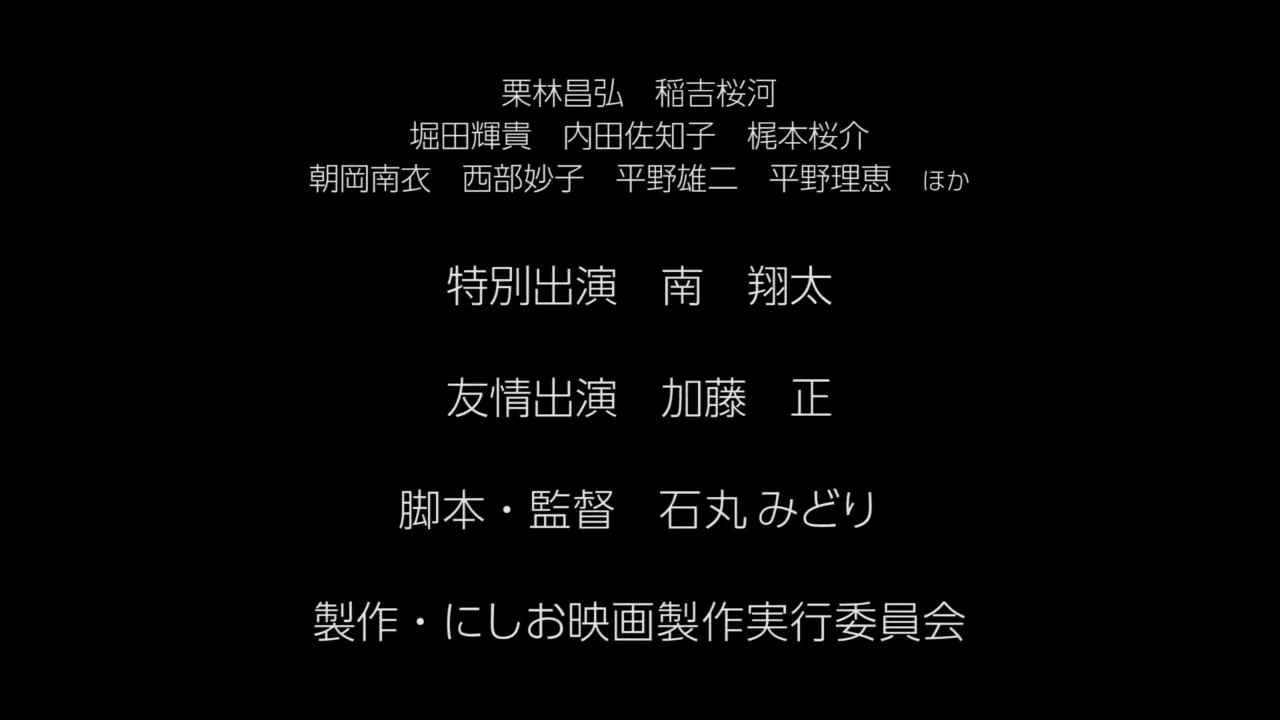 栗林昌弘　稲吉桜河
堀田輝貴　内田佐知子　梶本桜介
朝岡南衣　西部妙子　平野雄二　平野理恵　ほか
特別出演　南　翔太
友情出演　加藤　正
脚本・監督　石丸 みどり
製作・にしお映画製作実行委員会